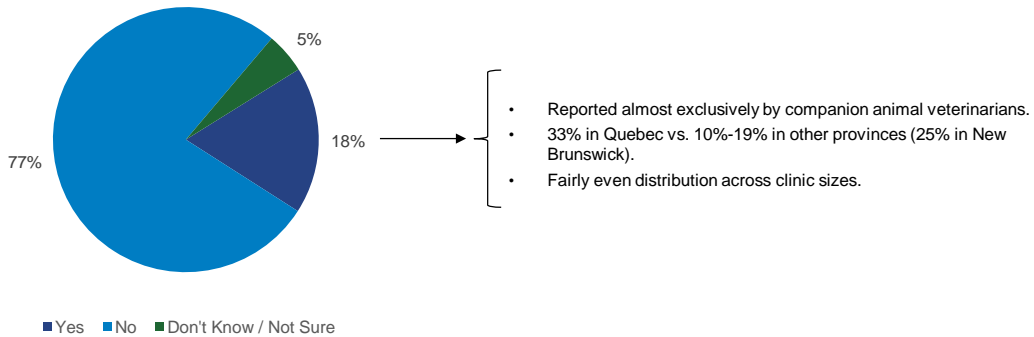 5%
18%
77%
• Reported almost exclusively by companion animal veterinarians.
• 33% in Quebec vs. 10%-19% in other provinces (25% in New
Brunswick).
• Fairly even distribution across clinic sizes.
Yes No Don't Know / Not Sure